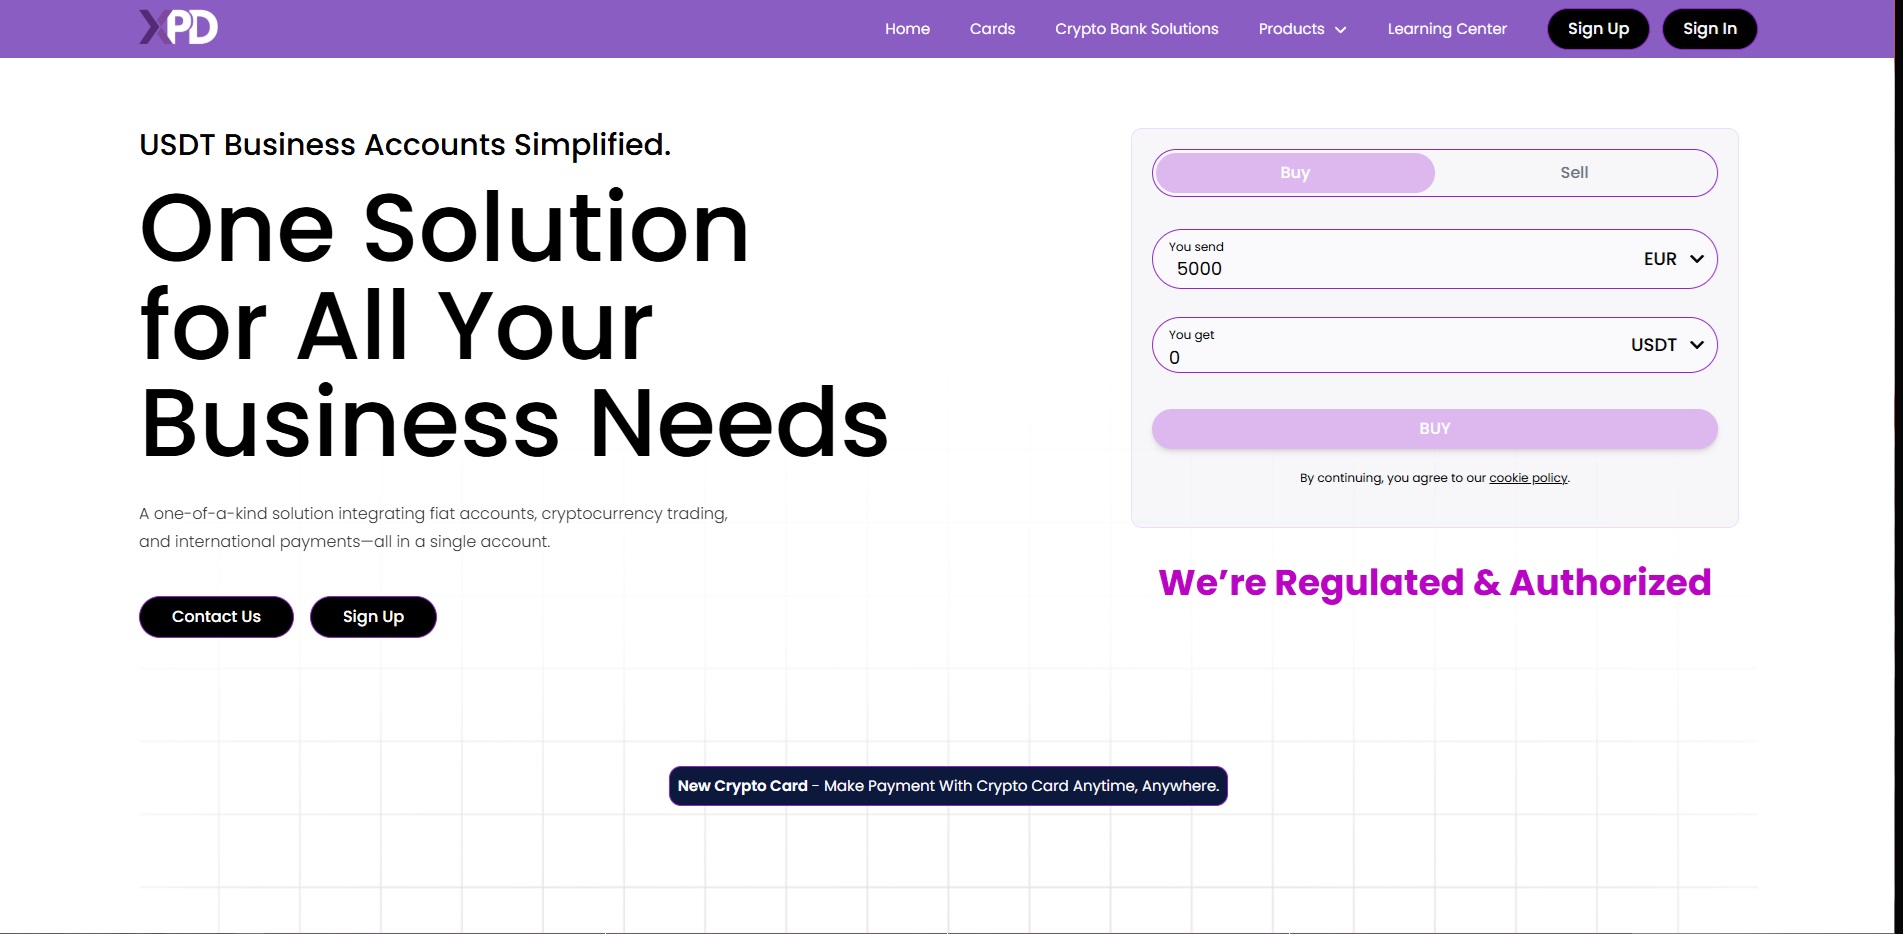 XPD
Home Cards Crypto Bank Solutions Products Learning Center Sign Up Sign In
USDT Business Accounts Simplified.
One Solution
for All Your
Business Needs
A one-of-a-kind solution integrating fiat accounts, cryptocurrency trading,
and international payments—all in a single account.
Contact Us Sign Up
Buy Sell
You send
5000 EUR
You get
0 USDT
BUY
By continuing, you agree to our cookie policy.
We’re Regulated & Authorized
New Crypto Card - Make Payment With Crypto Card Anytime, Anywhere.